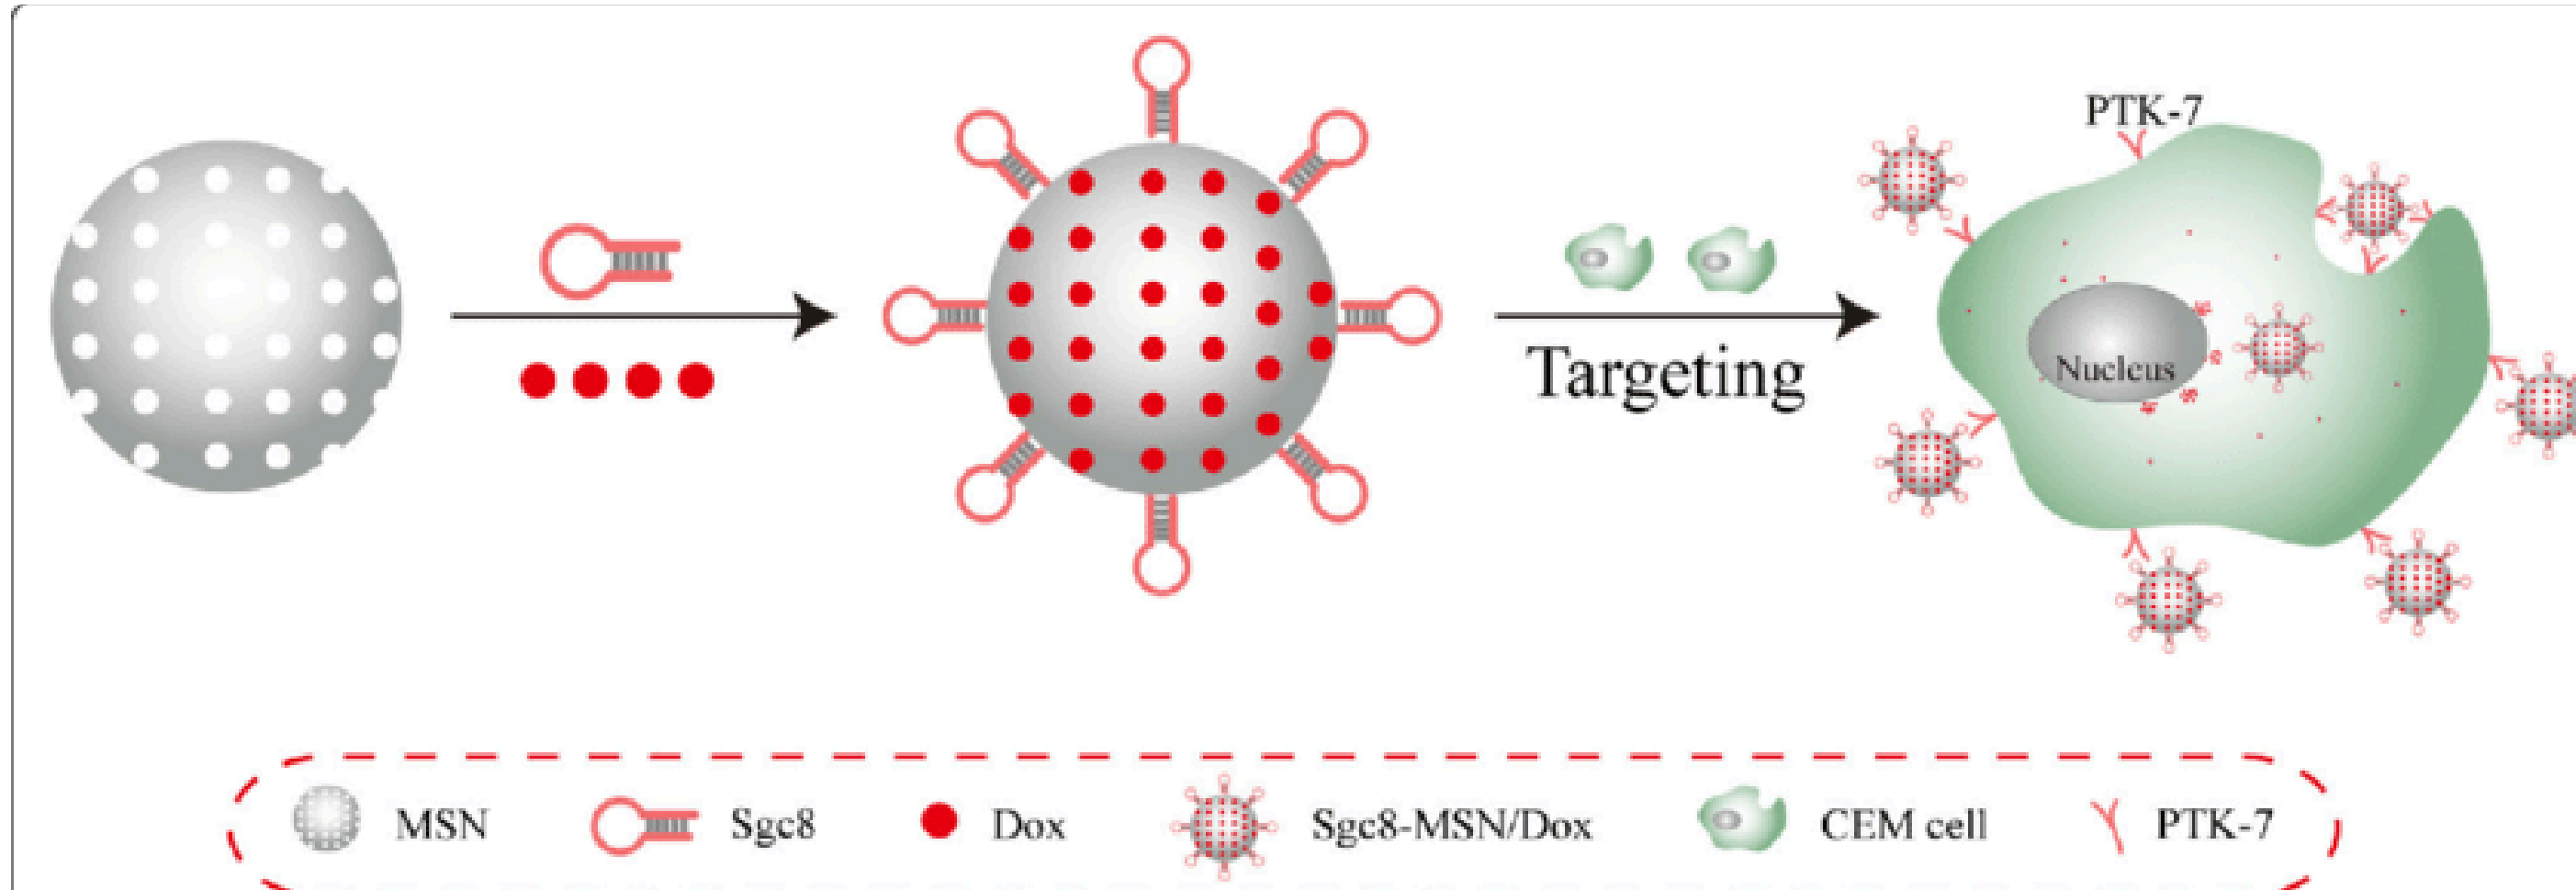 PTK-7
Targeting
Nucleus
MSN
Sgc8
Dox
Sgc8-MSN/Dox
CEM cell
PTK-7